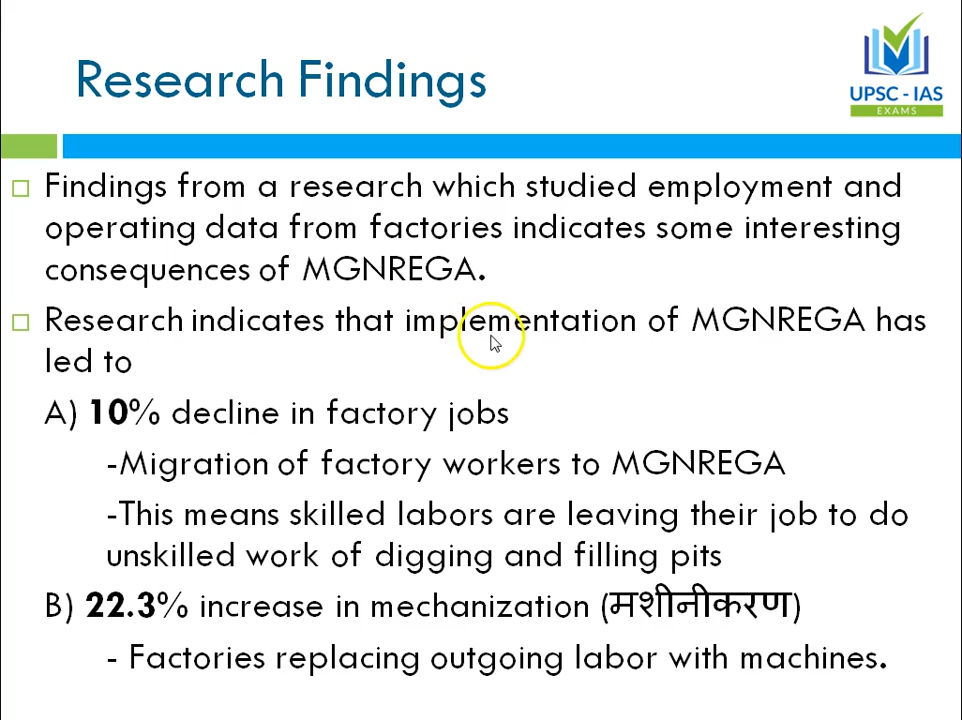 Research Findings
UPSC - IAS
EXAMS
Findings from a research which studied employment and
operating data from factories indicates some interesting
consequences of MGNREGA.
Research indicates that implementation of MGNREGA has
led to
A) 10% decline in factory jobs
-Migration of factory workers to MGNREGA
-This means skilled labors are leaving their job to do
unskilled work of digging and filling pits
B) 22.3% increase in mechanization (मशीनीकरण)
- Factories replacing outgoing labor with machines.